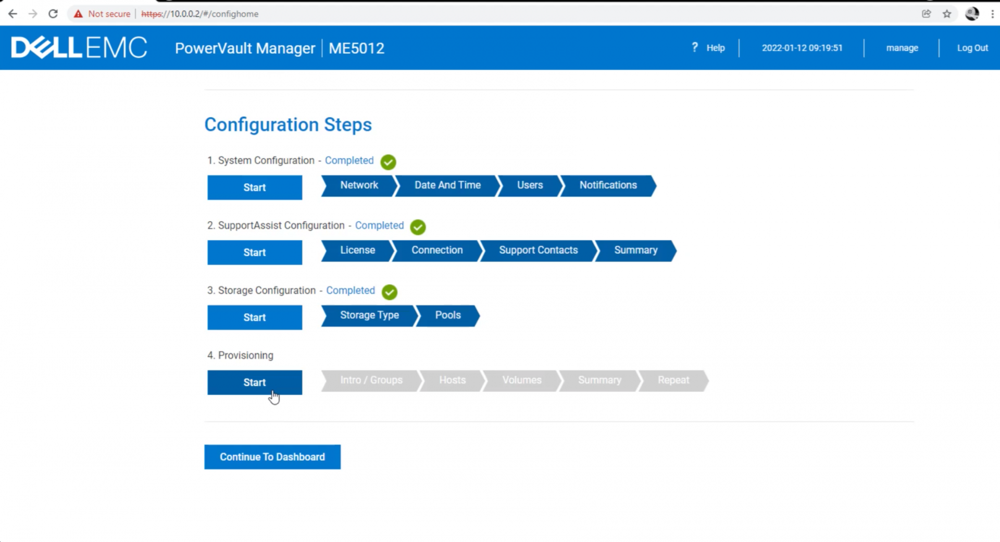 Not secure | https://10.0.0.2/#/confighome
DELLEMC PowerVault Manager | ME5012 ? Help 2022-01-12 09:19:51 manage Log Out
Configuration Steps
1. System Configuration - Completed
Start Network Date And Time Users Notifications
2. SupportAssist Configuration - Completed
Start License Connection Support Contacts Summary
3. Storage Configuration - Completed
Start Storage Type Pools
4. Provisioning
Start Intro / Groups Hosts Volumes Summary Repeat
Continue To Dashboard